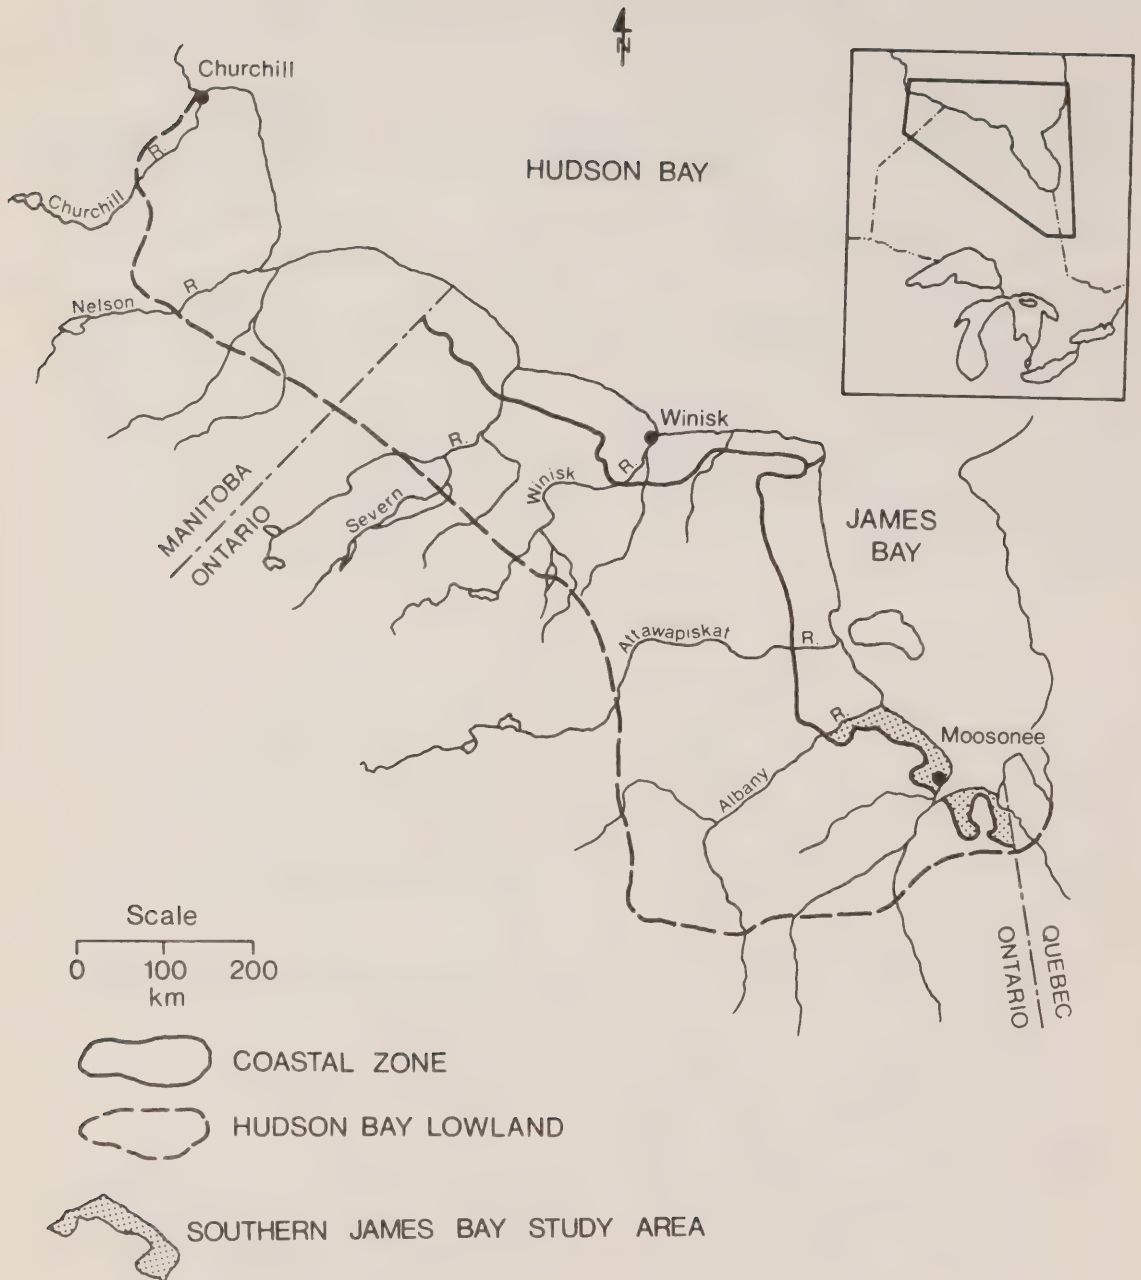 N
Churchill
HUDSON BAY
R.
Churchill
R.
Nelson
Winisk
R.
R.
Winisk
Severn
MANITOBA
ONTARIO
JAMES
BAY
Attawapiskat
R.
R.
Moosonee
Albany
Scale
0 100 200
km
ONTARIO
QUEBEC
COASTAL ZONE
HUDSON BAY LOWLAND
SOUTHERN JAMES BAY STUDY AREA